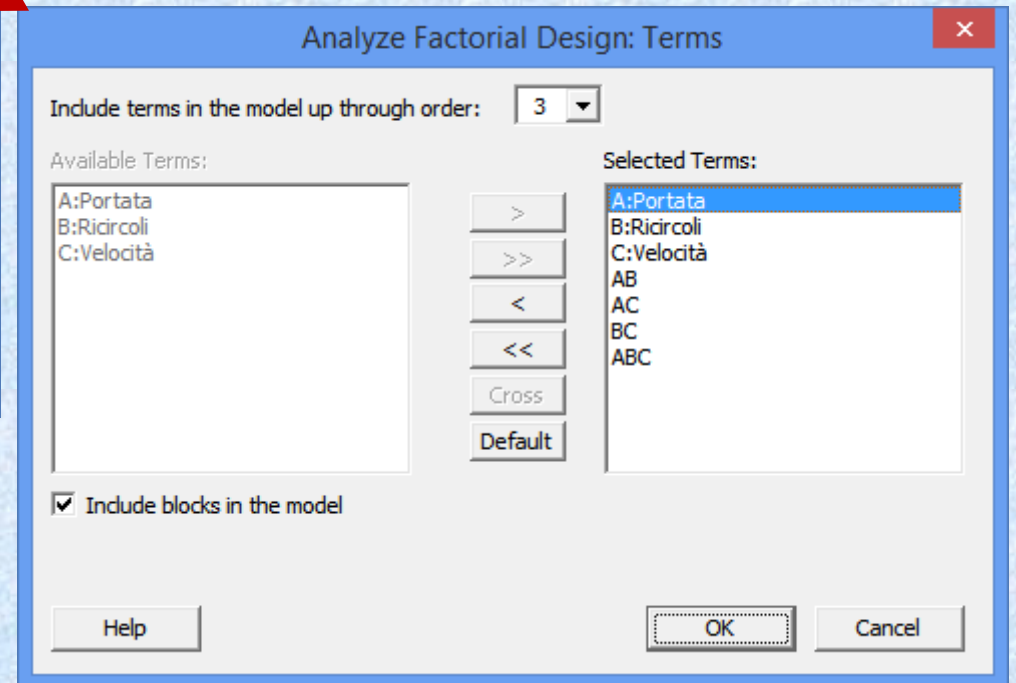 Analyze Factorial Design: Terms
Include terms in the model up through order: 3
Available Terms:
A:Portata
B:Ricircoli
C:Velocità
>
>>
<
<<
Cross
Default
Selected Terms:
A:Portata
B:Ricircoli
C:Velocità
AB
AC
BC
ABC
Include blocks in the model
Help
OK
Cancel